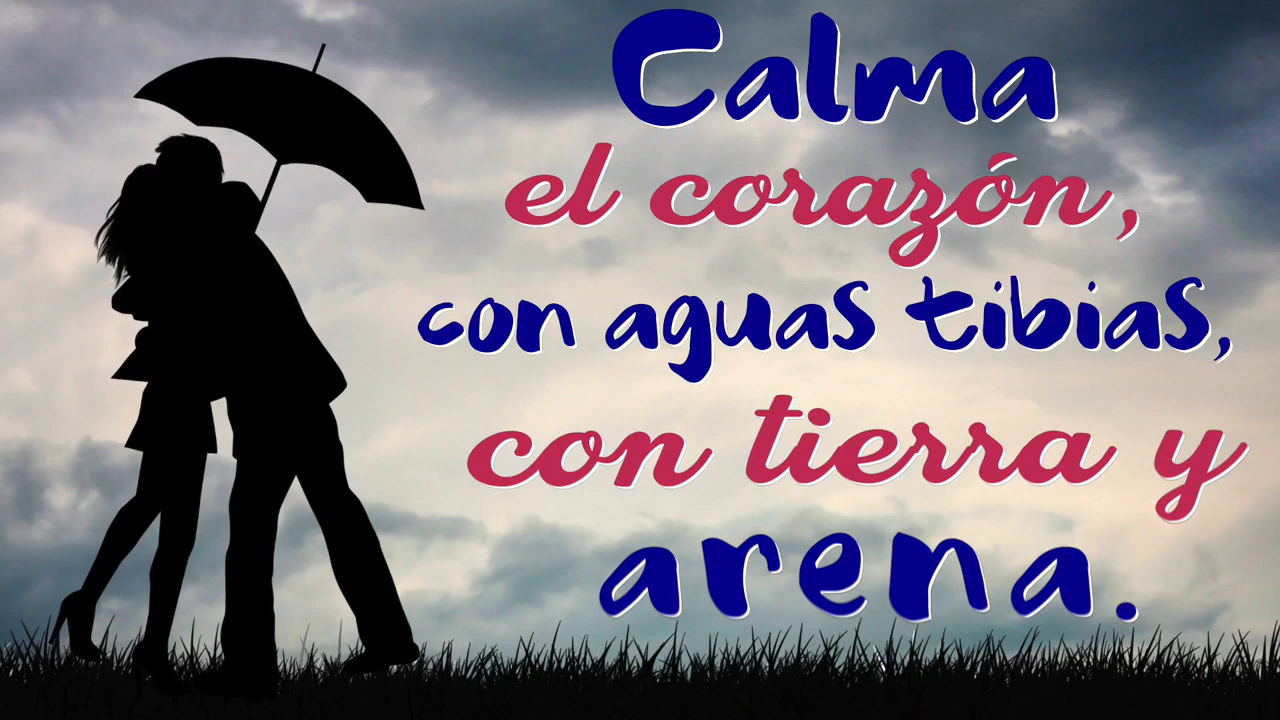 Calma
el corazón,
con aguas tibias,
con tierra y
arena.